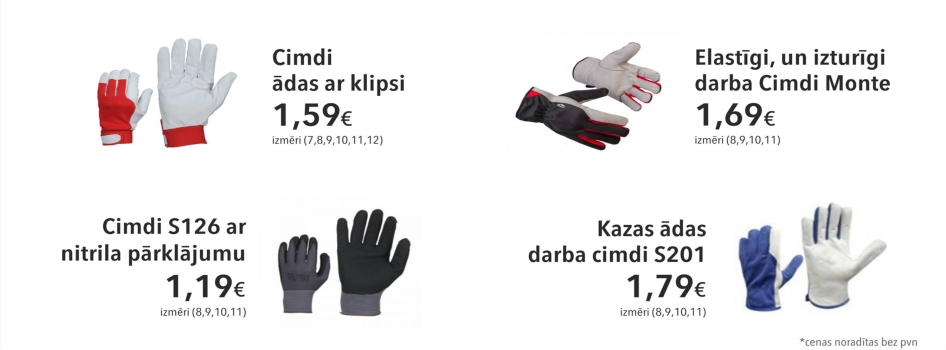 Cimdi
ādas ar klipsi
1,59€
izmēri (7,8,9,10,11,12)
Elastīgi, un izturīgi
darba Cimdi Monte
1,69€
izmēri (8,9,10,11)
Cimdi S126 ar
nitrila pārklājumu
1,19€
izmēri (8,9,10,11)
Kazas ādas
darba cimdi S201
1,79€
izmēri (8,9,10,11)
*cenas noradītas bez pvn